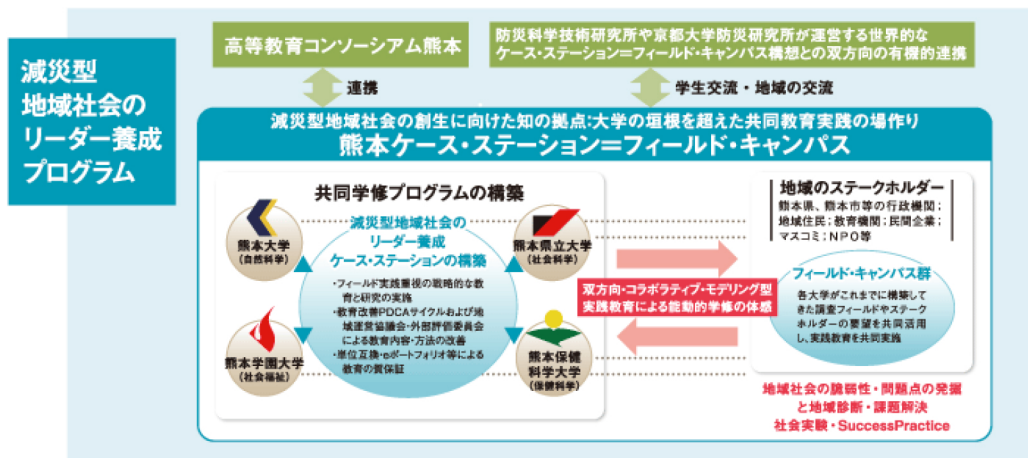 減災型
地域社会の
リーダー養成
プログラム
高等教育コンソーシアム熊本
防災科学技術研究所や京都大学防災研究所が運営する世界的な
ケース・ステーション＝フィールド・キャンパス構想との双方向の有機的連携
連携
学生交流・地域の交流
減災型地域社会の創生に向けた知の拠点:大学の垣根を超えた共同教育実践の場作り
熊本ケース・ステーション＝フィールド・キャンパス
共同学修プログラムの構築
熊本大学
(自然科学)
熊本県立大学
(社会科学)
熊本学園大学
(社会福祉)
熊本保健
科学大学
(保健科学)
減災型地域社会の
リーダー養成
ケース・ステーションの構築
・フィールド実践重視の戦略的な教
育と研究の実施
・教育改善PDCAサイクルおよび地
域運営協議会・外部評価委員会
による教育内容・方法の改善
・単位互換・eポートフォリオ等による
教育の質保証
双方向・コラボラティブ・モデリング型
実践教育による能動的学修の体感
地域のステークホルダー
熊本県、熊本市等の行政機関；
地域住民；教育機関；民間企業；
マスコミ；NPO等
フィールド・キャンパス群
各大学がこれまでに構築して
きた調査フィールドやステーク
ホルダーの要望を共同活用
し、実践教育を共同実施
地域社会の脆弱性・問題点の発掘
と地域診断・課題解決
社会実験・SuccessPractice